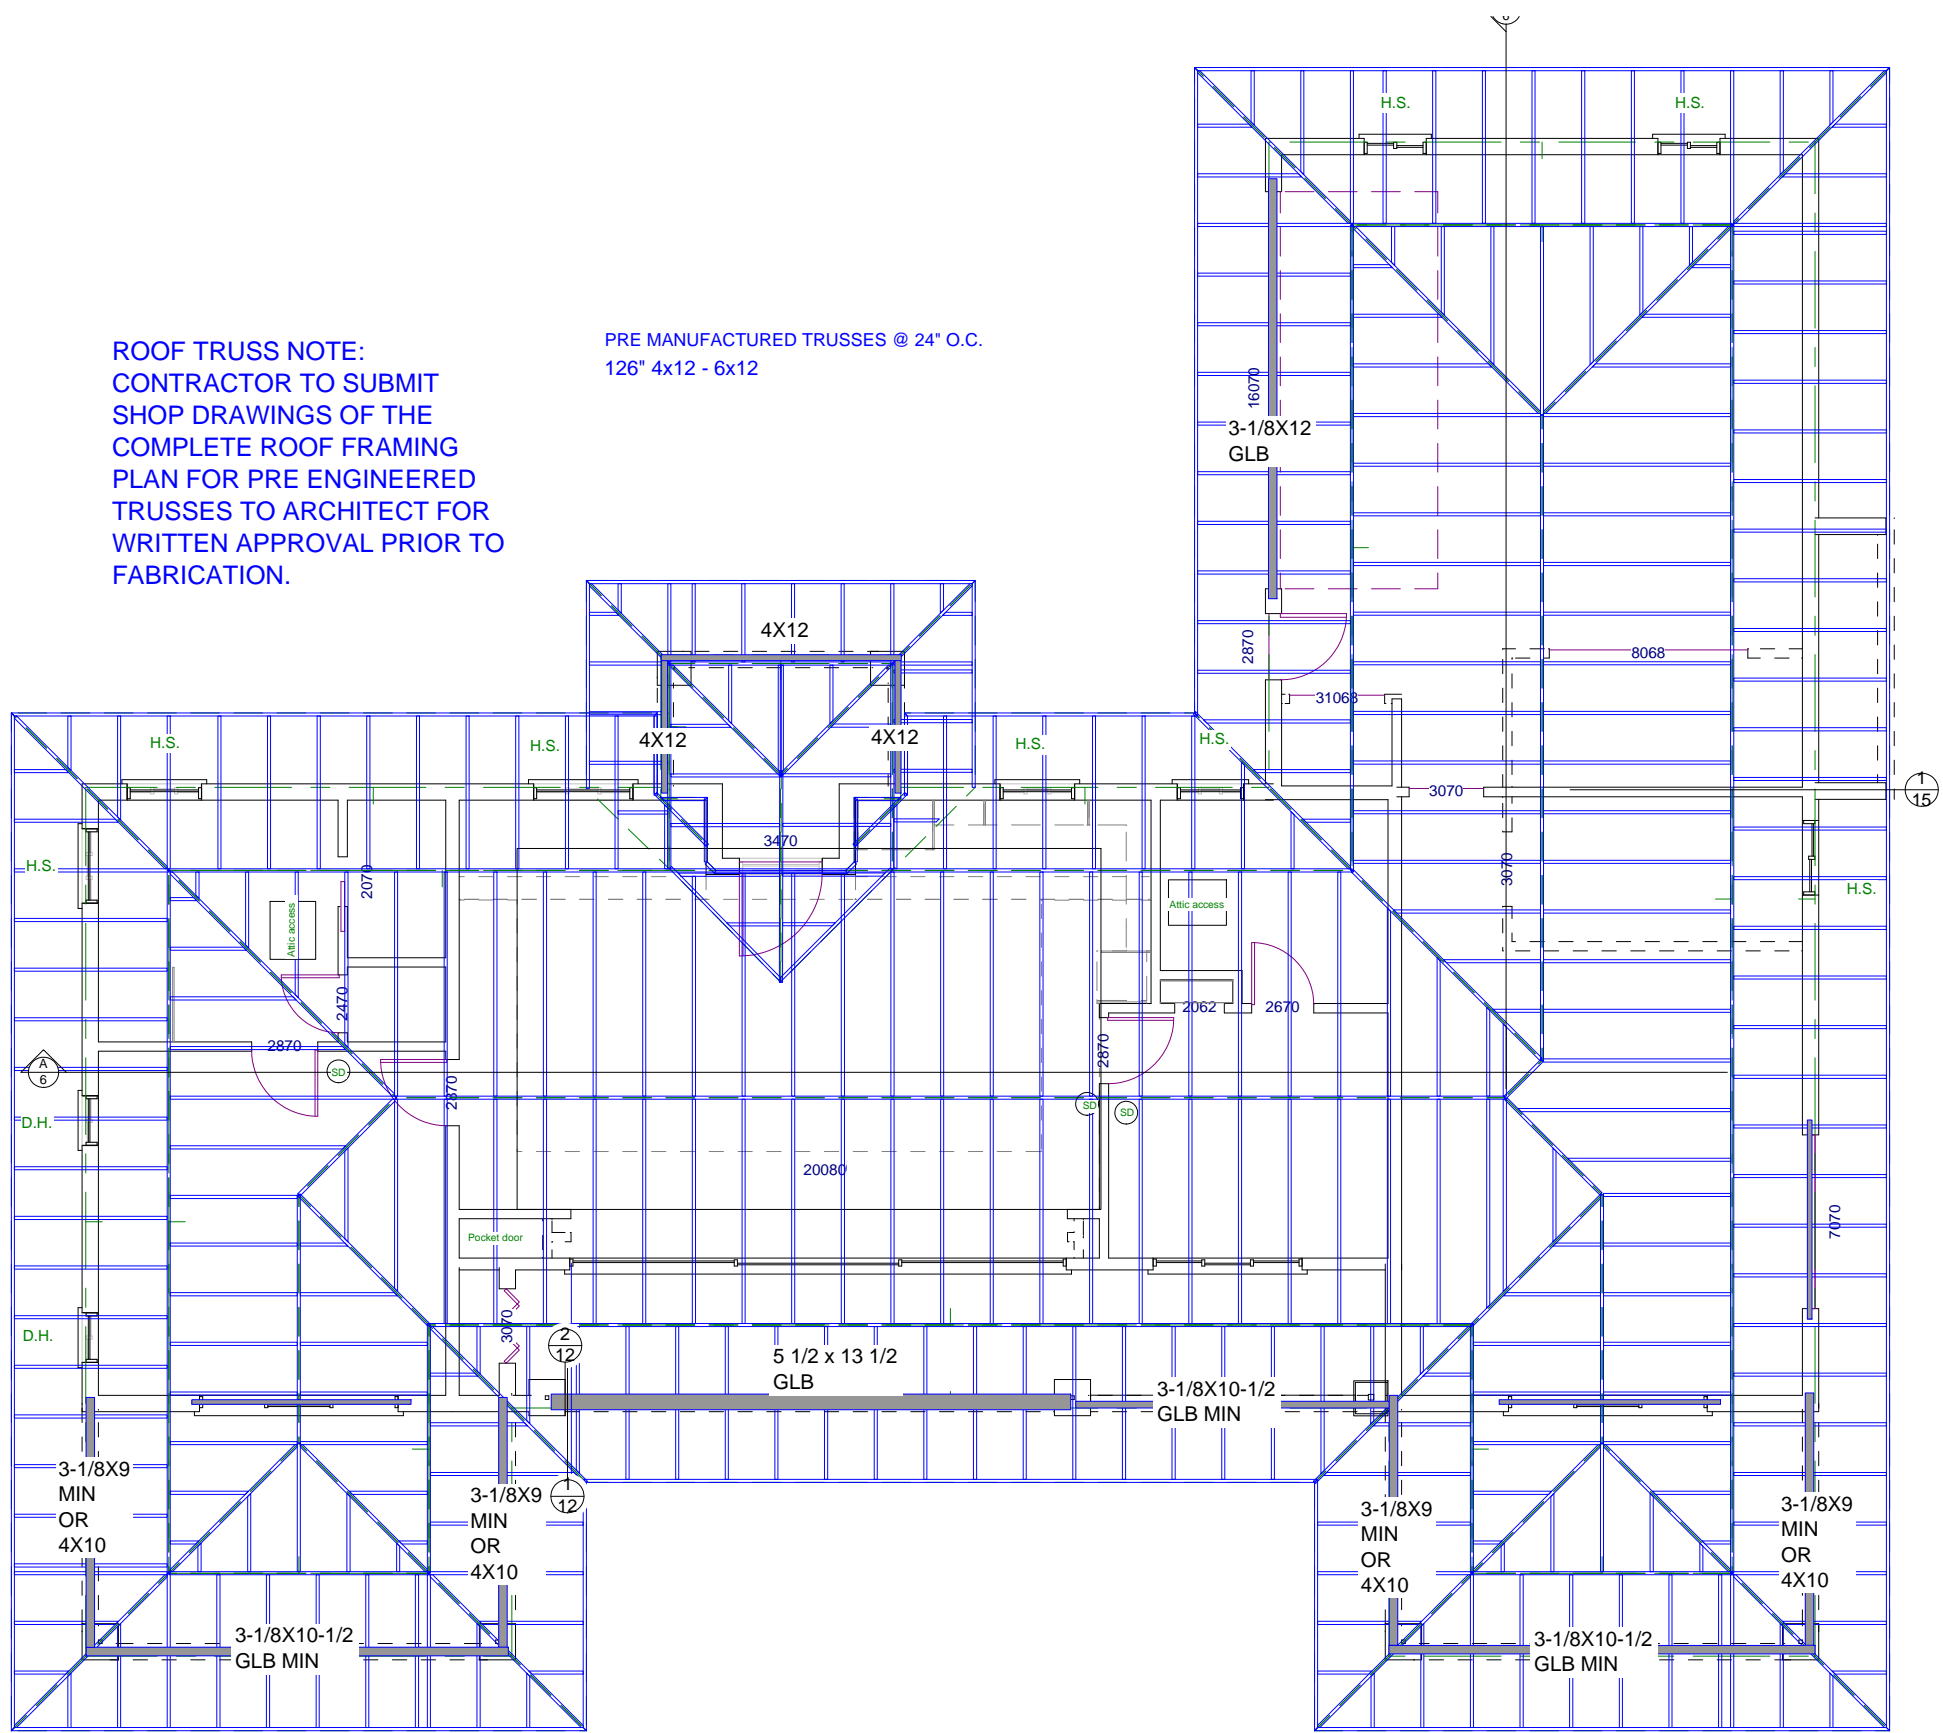 6
H.S.
H.S.
ROOF TRUSS NOTE:
CONTRACTOR TO SUBMIT
SHOP DRAWINGS OF THE
COMPLETE ROOF FRAMING
PLAN FOR PRE ENGINEERED
TRUSSES TO ARCHITECT FOR
WRITTEN APPROVAL PRIOR TO
FABRICATION.
PRE MANUFACTURED TRUSSES @ 24" O.C.
126" 4x12 - 6x12
16070
3-1/8X12
GLB
4X12
2870
8068
31068
4X12
4X12
H.S.
H.S.
H.S.
H.S.
3070
1
15
3470
H.S.
2070
3070
H.S.
Attic access
Attic access
2470
2062
2670
2870
2870
A
6
SD
2870
SD
SD
D.H.
20080
7070
Pocket door
D.H.
3070
2
12
5 1/2 x 13 1/2
GLB
3-1/8X10-1/2
GLB MIN
3-1/8X9
MIN
OR
4X10
3-1/8X9
MIN
OR
4X10
1
12
3-1/8X9
MIN
OR
4X10
3-1/8X9
MIN
OR
4X10
3-1/8X10-1/2
GLB MIN
3-1/8X10-1/2
GLB MIN